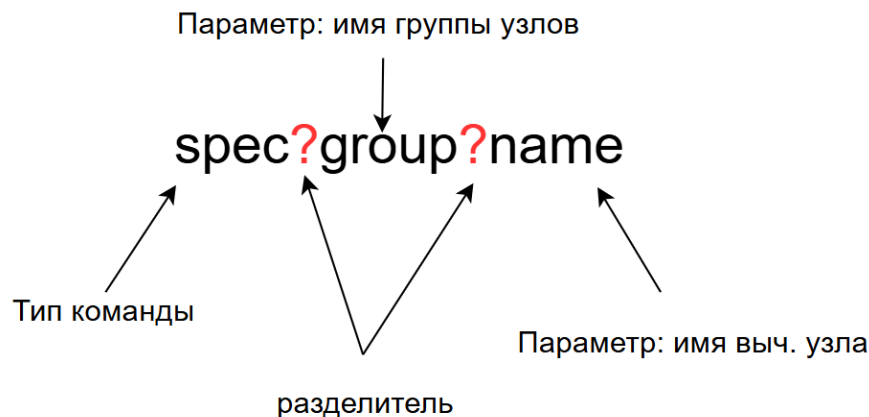 Параметр: имя группы узлов
spec?group?name
Тип команды
Параметр: имя выч. узла
разделитель